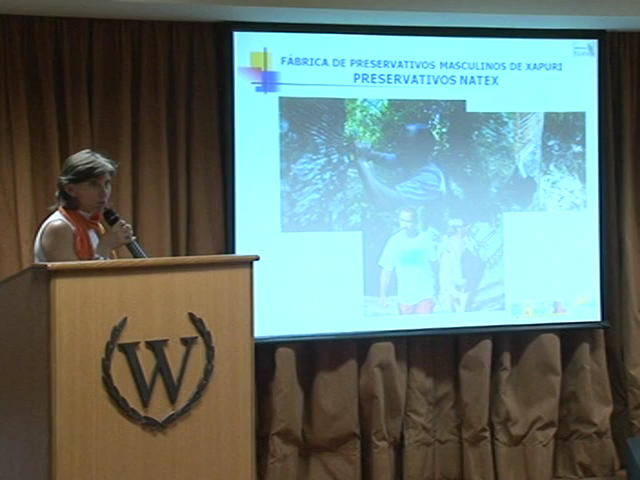 FÁBRICA DE PRESERVATIVOS MASCULINOS DE XAPURI
PRESERVATIVOS NATEX
W